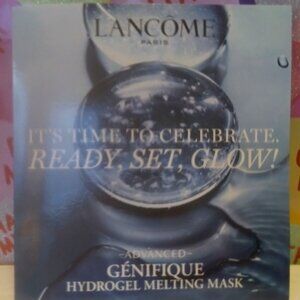 LANCÔME
PARIS
IT'S TIME TO CELEBRATE.
READY, SET, GLOW!
-ADVANCED-
GÉNIFIQUE
HYDROGEL MELTING MASK